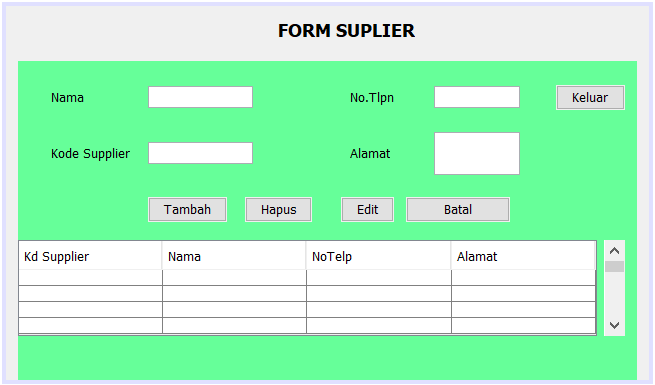 FORM SUPLIER
Nama No.Tlpn Keluar
Kode Supplier Alamat
Tambah Hapus Edit Batal
Kd Supplier Nama NoTelp Alamat